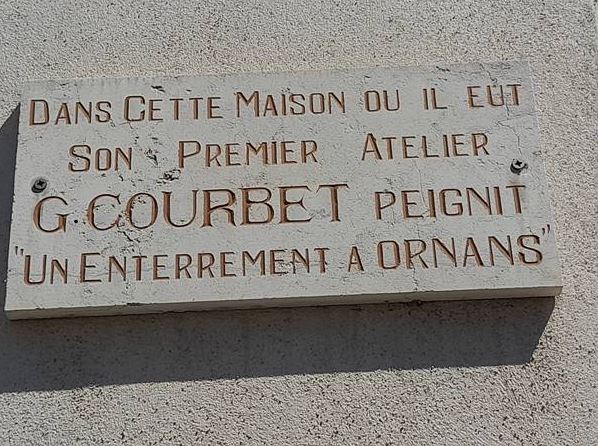 DANS CETTE MAISON OU IL EUT
SON PREMIER ATELIER
G. COURBET PEIGNIT
"UN ENTERREMENT A ORNANS"